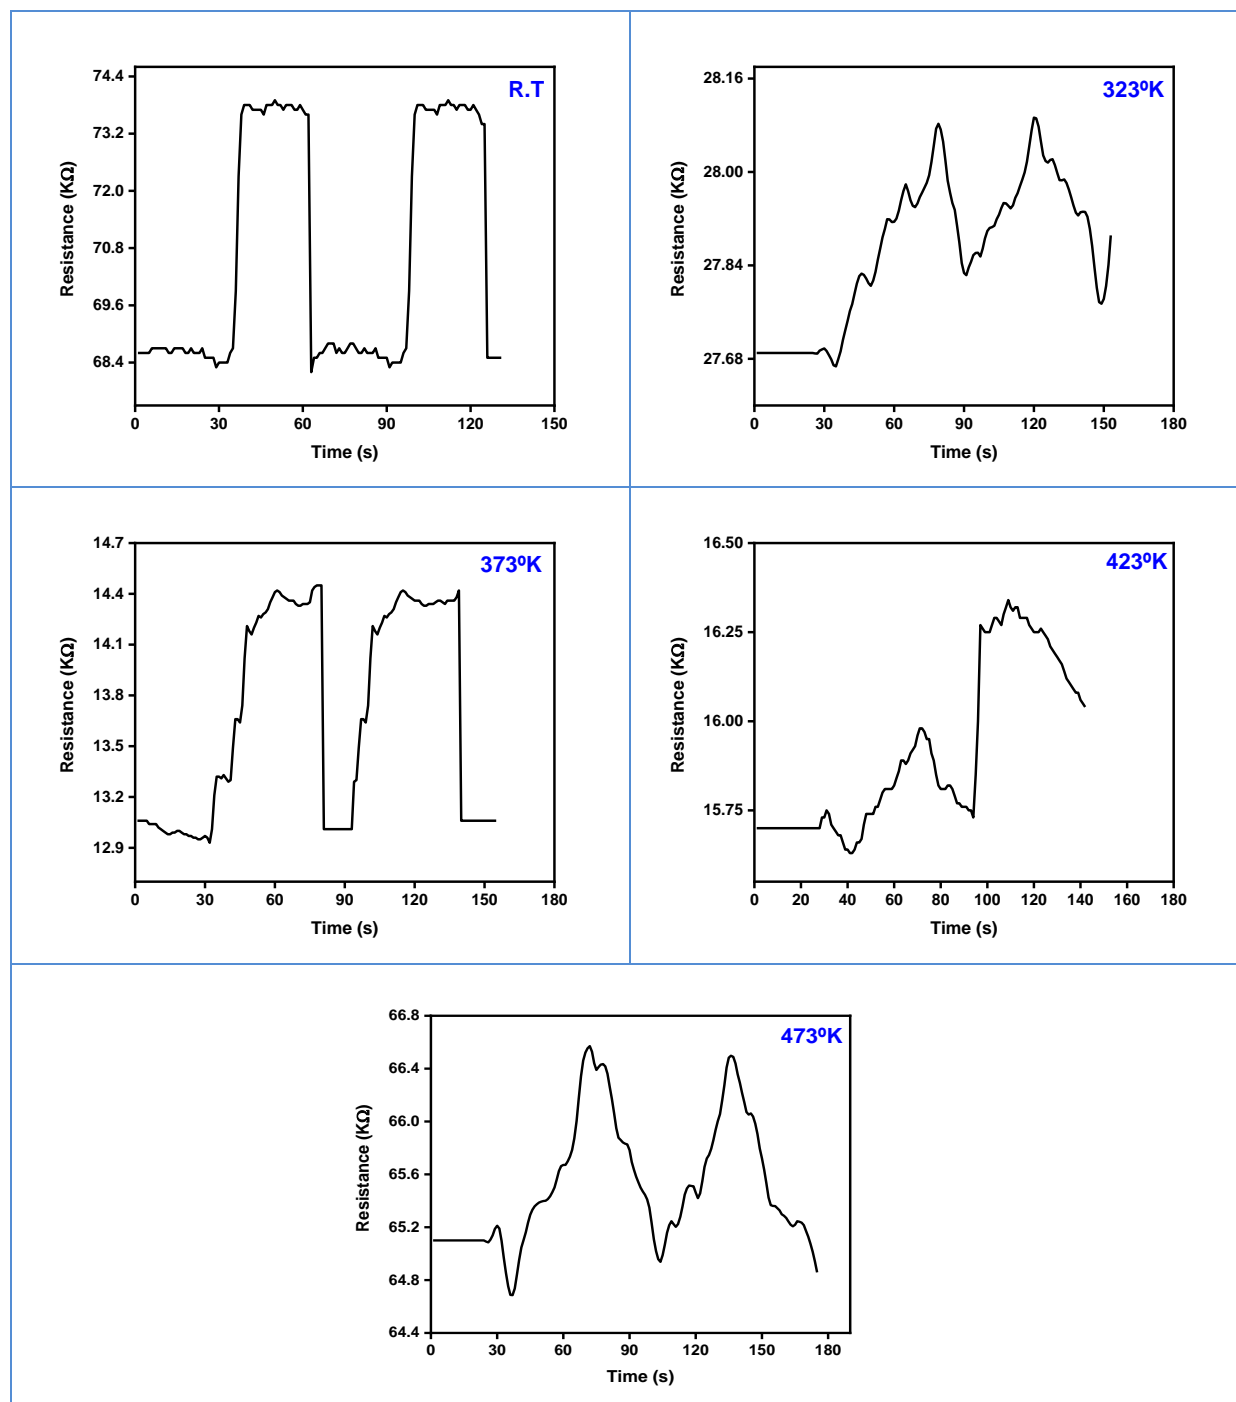 R.T
Resistance (KΩ)
74.4
73.2
72.0
70.8
69.6
68.4
0 30 60 90 120 150
Time (s)
323ºK
Resistance (KΩ)
28.16
28.00
27.84
27.68
0 30 60 90 120 150 180
Time (s)
373ºK
Resistance (KΩ)
14.7
14.4
14.1
13.8
13.5
13.2
12.9
0 30 60 90 120 150 180
Time (s)
423ºK
Resistance (KΩ)
16.50
16.25
16.00
15.75
0 20 40 60 80 100 120 140 160 180
Time (s)
473ºK
Resistance (KΩ)
66.8
66.4
66.0
65.6
65.2
64.8
64.4
0 30 60 90 120 150 180
Time (s)